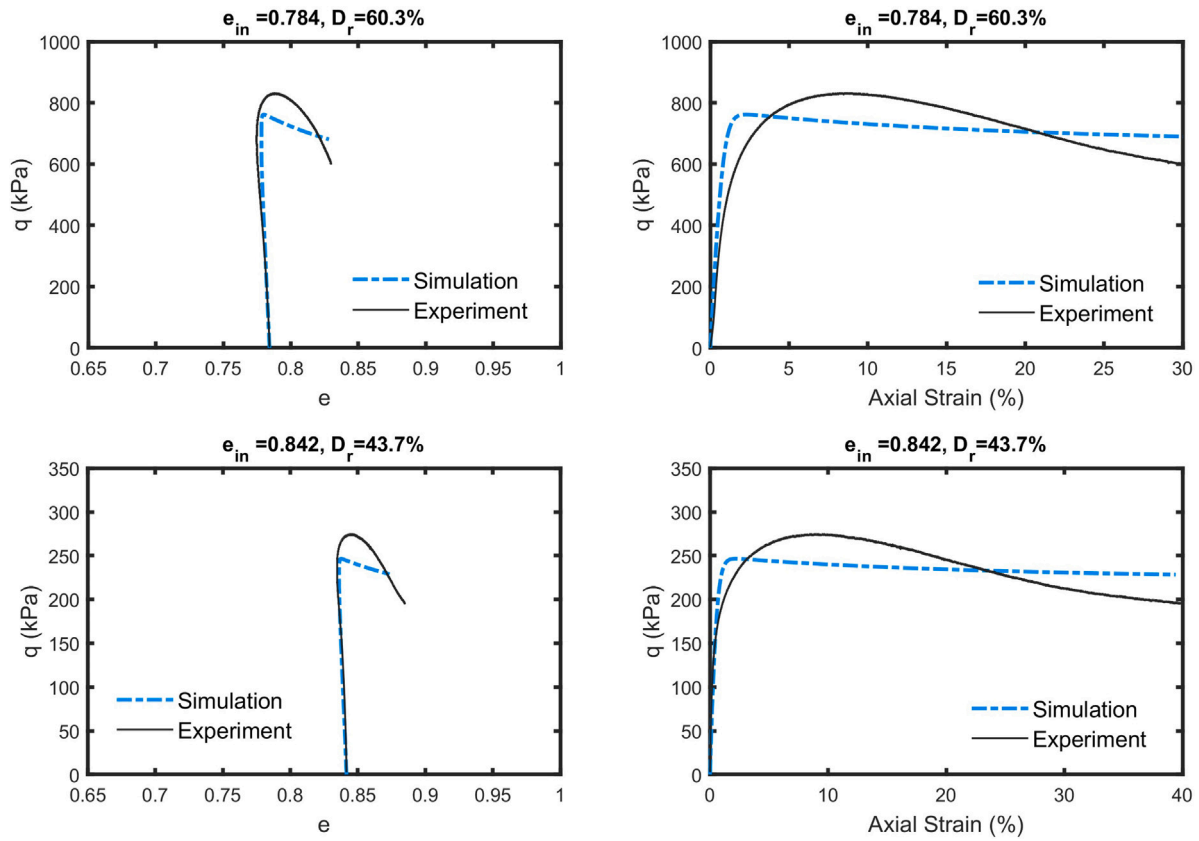 e_in =0.784, D_r=60.3%
1000
800
600
400
200
0
q (kPa)
Simulation
Experiment
0.65 0.7 0.75 0.8 0.85 0.9 0.95 1
e
e_in =0.784, D_r=60.3%
1000
800
600
400
200
0
q (kPa)
Simulation
Experiment
0 5 10 15 20 25 30
Axial Strain (%)
e_in =0.842, D_r=43.7%
350
300
250
200
150
100
50
0
q (kPa)
Simulation
Experiment
0.65 0.7 0.75 0.8 0.85 0.9 0.95 1
e
e_in =0.842, D_r=43.7%
350
300
250
200
150
100
50
0
q (kPa)
Simulation
Experiment
0 10 20 30 40
Axial Strain (%)